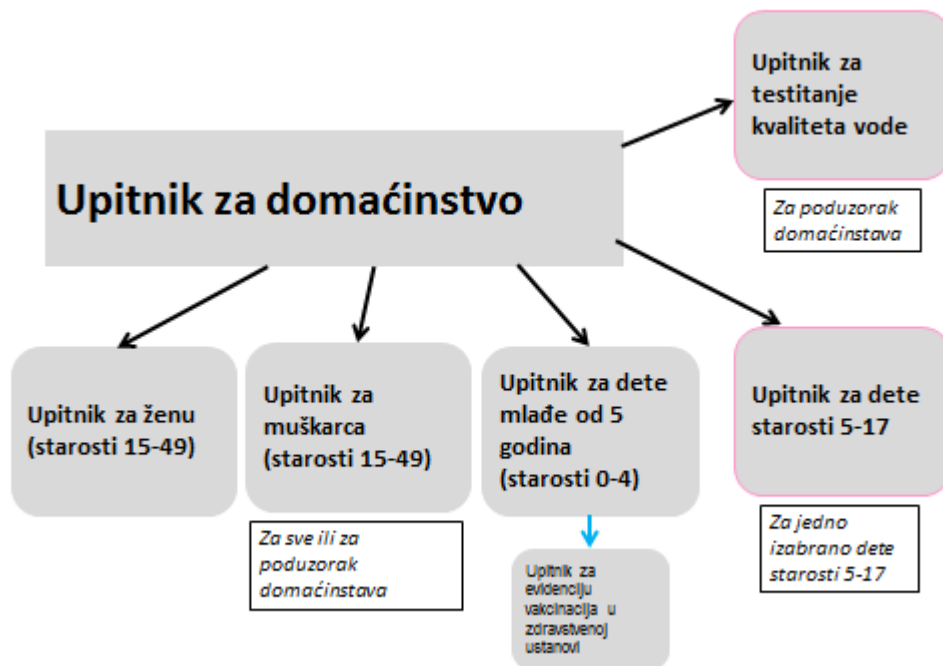 Upitnik za
testitanje
kvaliteta vode
Upitnik za domaćinstvo
Za poduzorak
domaćinstava
Upitnik za ženu
(starosti 15-49)
Upitnik za
muškarca
(starosti 15-49)
Upitnik za dete
mlađe od 5
godina
(starosti 0-4)
Upitnik za dete
starosti 5-17
Za sve ili za
poduzorak
domaćinstava
Za jedno
izabrano dete
starosti 5-17
Upitnik za
evidenciju
vakcinacija u
zdravstvenoj
ustanovi